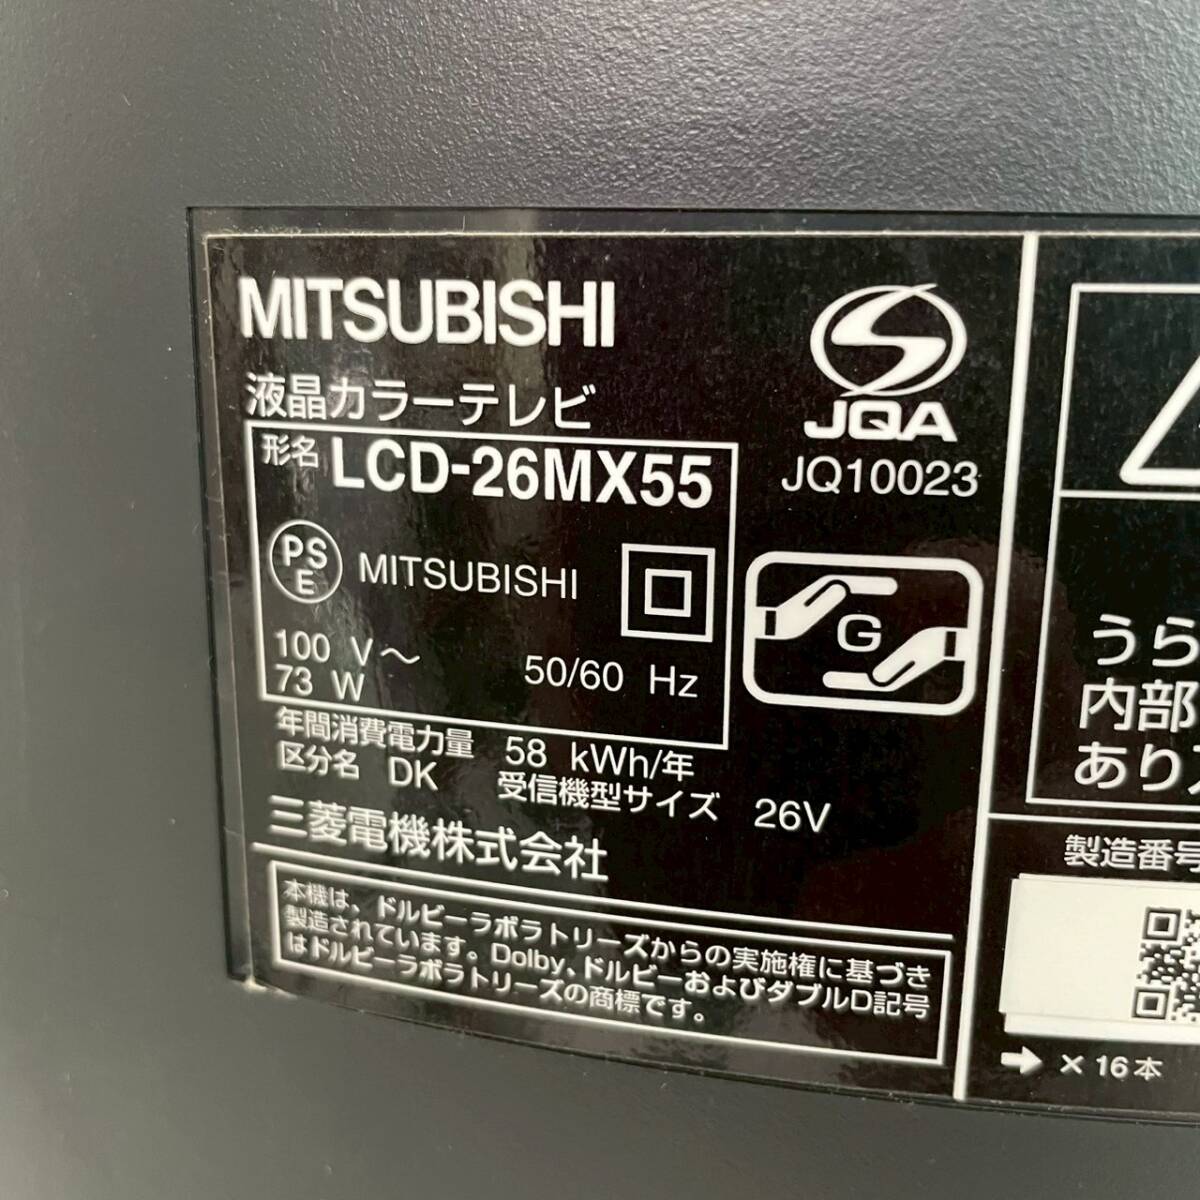 MITSUBISHI
液晶カラーテレビ
形名 LCD-26MX55
PS
E
MITSUBISHI
100 V〜 50/60 Hz
73 W
年間消費電力量 58 kWh/年
区分名 DK 受信機型サイズ 26V
三菱電機株式会社
本機は、ドルビーラボラトリーズからの実施権に基づき
製造されています。Dolby、ドルビーおよびダブルD記号
はドルビーラボラトリーズの商標です。
JQA
JQ10023
G
うら
内部
あり
製造番号
➡ × 16本